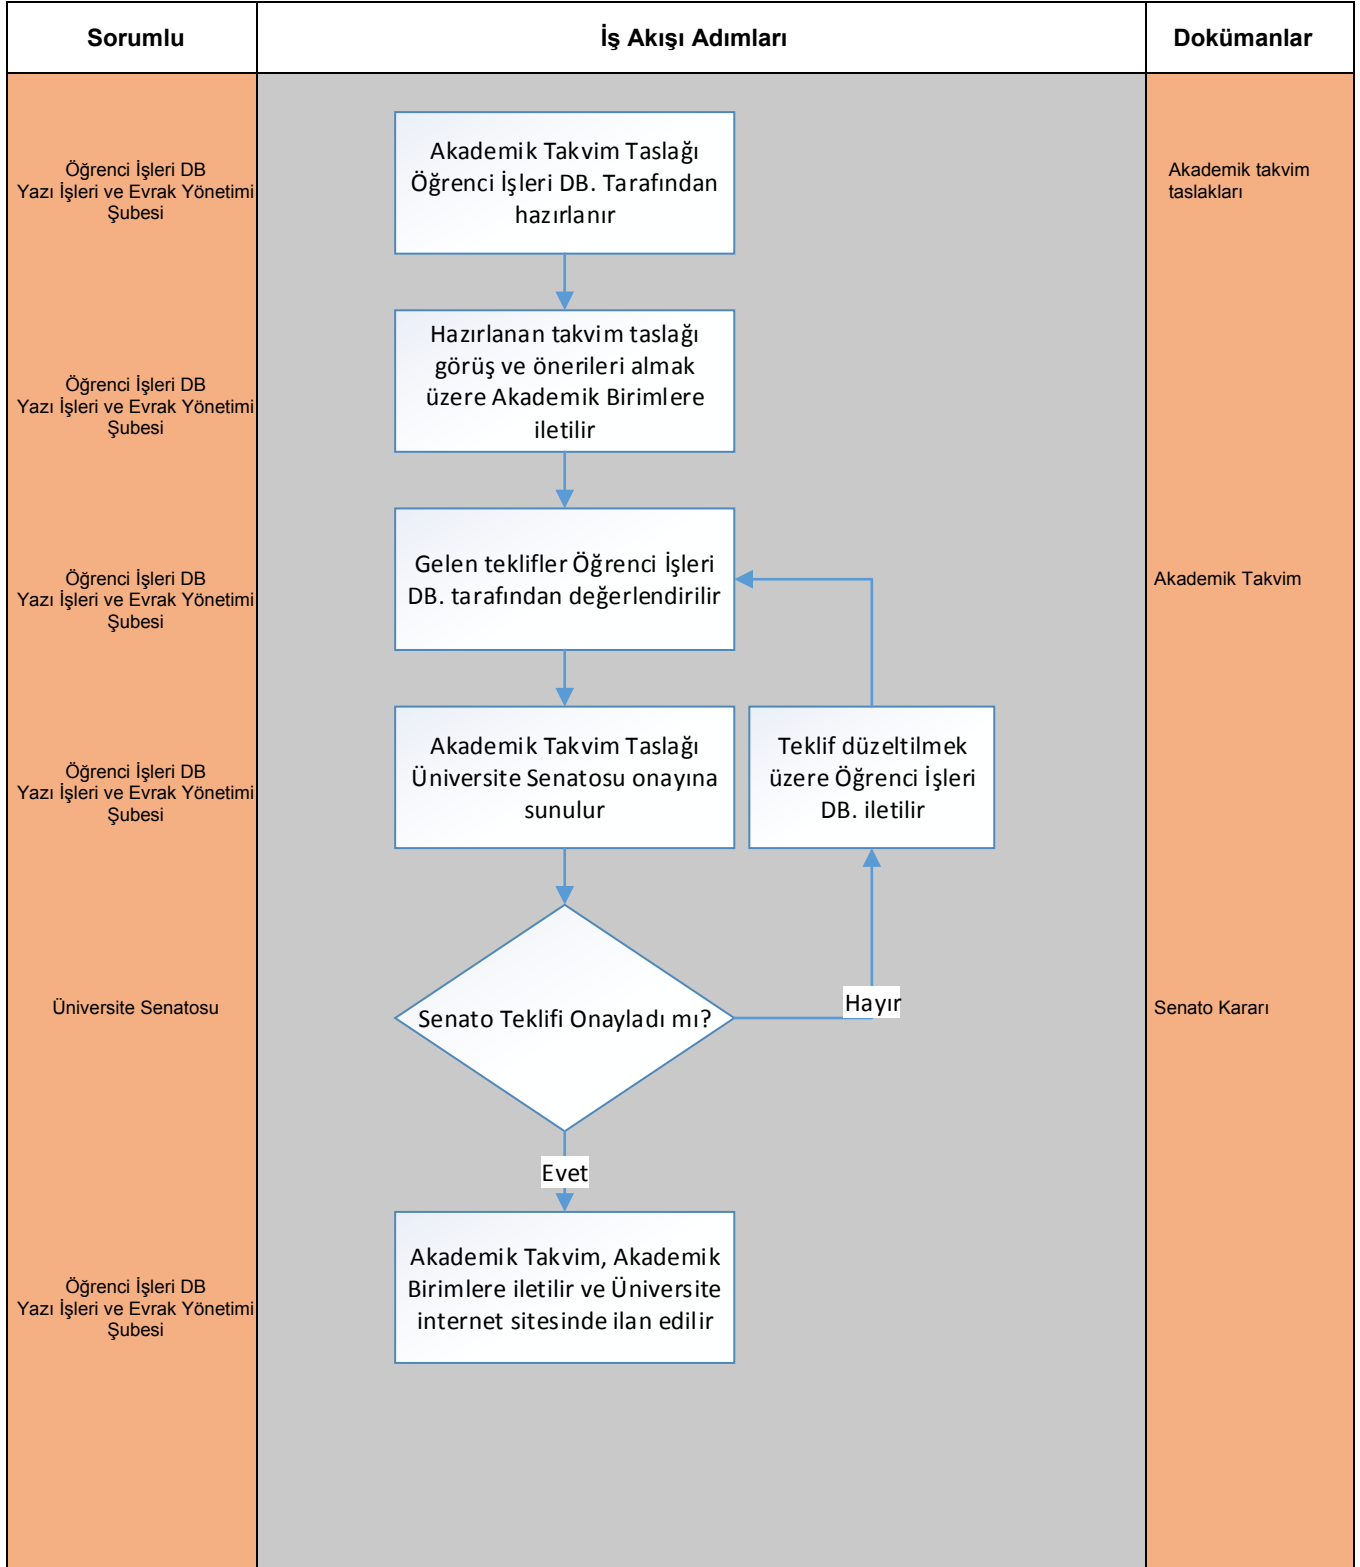 Sorumlu
İş Akışı Adımları
Dokümanlar
Öğrenci İşleri DB
Yazı İşleri ve Evrak Yönetimi
Şubesi
Akademik Takvim Taslağı
Öğrenci İşleri DB. Tarafından
hazırlanır
Akademik takvim
taslakları
Öğrenci İşleri DB
Yazı İşleri ve Evrak Yönetimi
Şubesi
Hazırlanan takvim taslağı
görüş ve önerileri almak
üzere Akademik Birimlere
iletilir
Öğrenci İşleri DB
Yazı İşleri ve Evrak Yönetimi
Şubesi
Gelen teklifler Öğrenci İşleri
DB. tarafından değerlendirilir
Akademik Takvim
Öğrenci İşleri DB
Yazı İşleri ve Evrak Yönetimi
Şubesi
Akademik Takvim Taslağı
Üniversite Senatosu onayına
sunulur
Teklif düzeltilmek
üzere Öğrenci İşleri
DB. iletilir
Üniversite Senatosu
Senato Teklifi Onayladı mı?
Hayır
Senato Kararı
Evet
Öğrenci İşleri DB
Yazı İşleri ve Evrak Yönetimi
Şubesi
Akademik Takvim, Akademik
Birimlere iletilir ve Üniversite
internet sitesinde ilan edilir